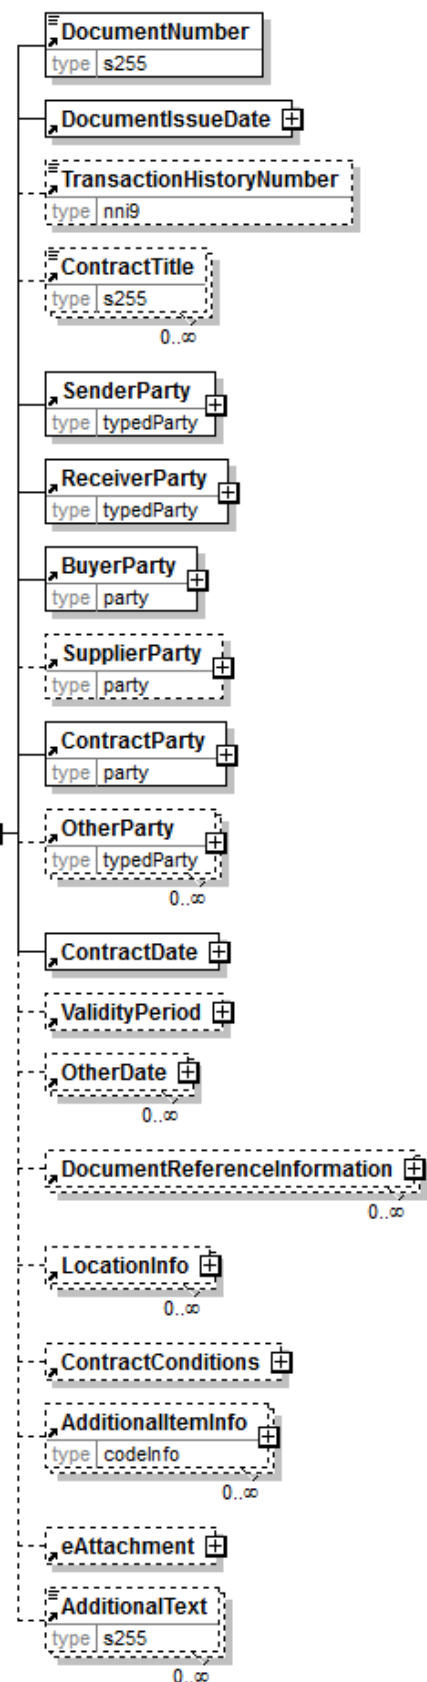 DocumentNumber
type s255
DocumentIssueDate
TransactionHistoryNumber
type nni9
ContractTitle
type s255
0..∞
SenderParty
type typedParty
ReceiverParty
type typedParty
BuyerParty
type party
SupplierParty
type party
ContractParty
type party
OtherParty
type typedParty
0..∞
ContractDate
ValidityPeriod
OtherDate
0..∞
DocumentReferenceInformation
0..∞
LocationInfo
0..∞
ContractConditions
AdditionalItemInfo
type codeInfo
0..∞
eAttachment
AdditionalText
type s255
0..∞